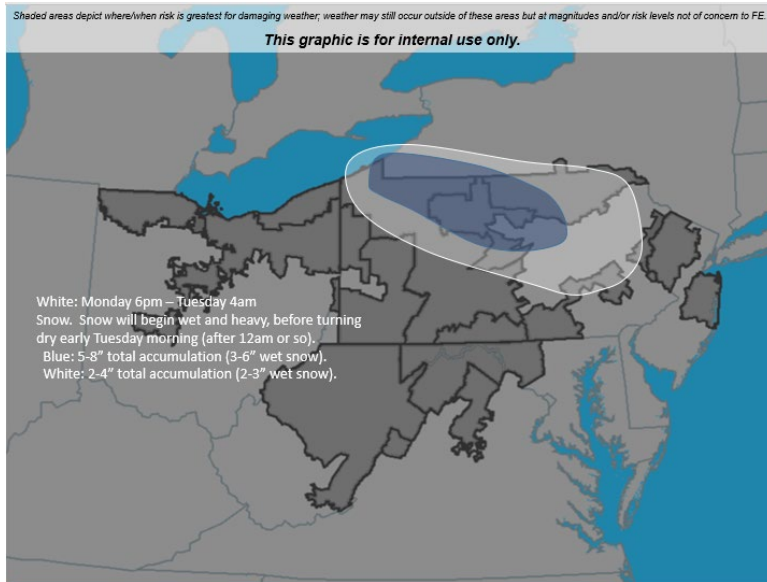 Shaded areas depict where/when risk is greatest for damaging weather; weather may still occur outside of these areas but at magnitudes and/or risk levels not of concern to FE.
This graphic is for internal use only.
White: Monday 6pm – Tuesday 4am
Snow.  Snow will begin wet and heavy, before turning
dry early Tuesday morning (after 12am or so).
Blue: 5-8” total accumulation (3-6” wet snow).
White: 2-4” total accumulation (2-3” wet snow).